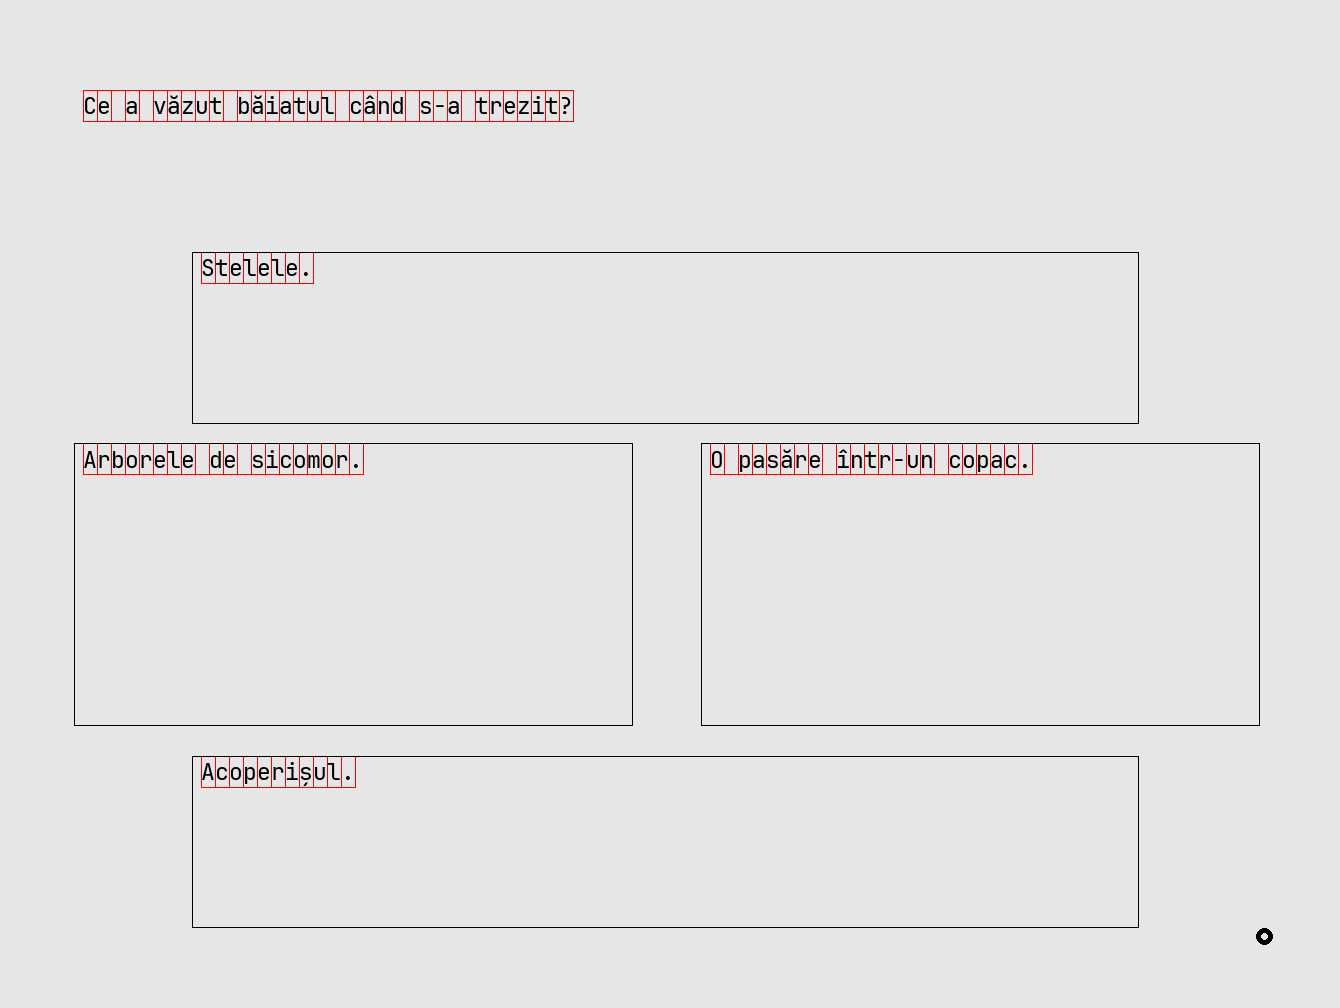 Ce a văzut băiatul când s-a trezit?
Stelele.
Arborele de sicomor.
O pasăre într-un copac.
Acoperișul.